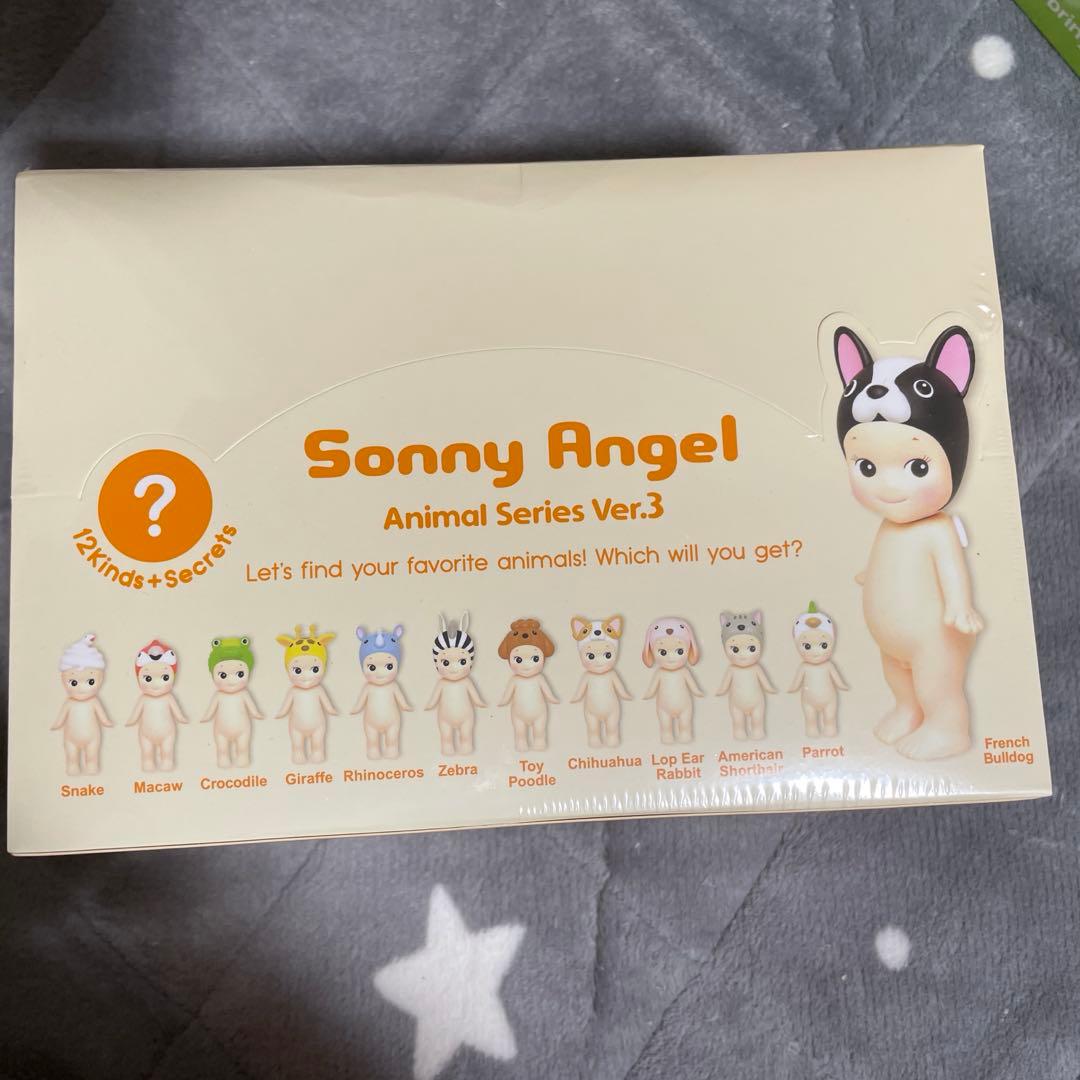 Sonny Angel
Animal Series Ver.3
?
12Kinds+Secrets
Let's find your favorite animals! Which will you get?
Snake
Macaw
Crocodile
Giraffe
Rhinoceros
Zebra
Toy
Poodle
Chihuahua
Lop Ear
Rabbit
American
Shorthair
Parrot
French
Bulldog